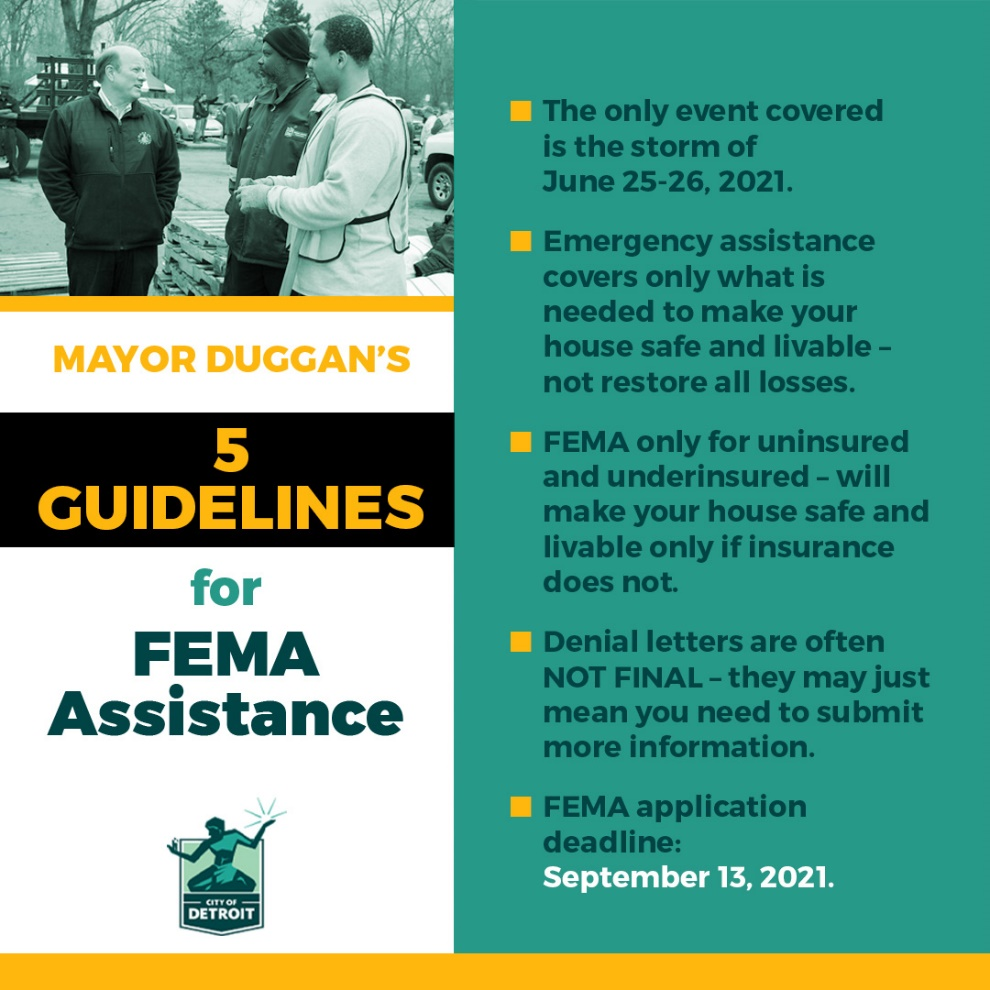 MAYOR DUGGAN’S
5
GUIDELINES
for
FEMA
Assistance
CITY OF
DETROIT
The only event covered
is the storm of
June 25-26, 2021.
Emergency assistance
covers only what is
needed to make your
house safe and livable –
not restore all losses.
FEMA only for uninsured
and underinsured – will
make your house safe and
livable only if insurance
does not.
Denial letters are often
NOT FINAL – they may just
mean you need to submit
more information.
FEMA application
deadline:
September 13, 2021.